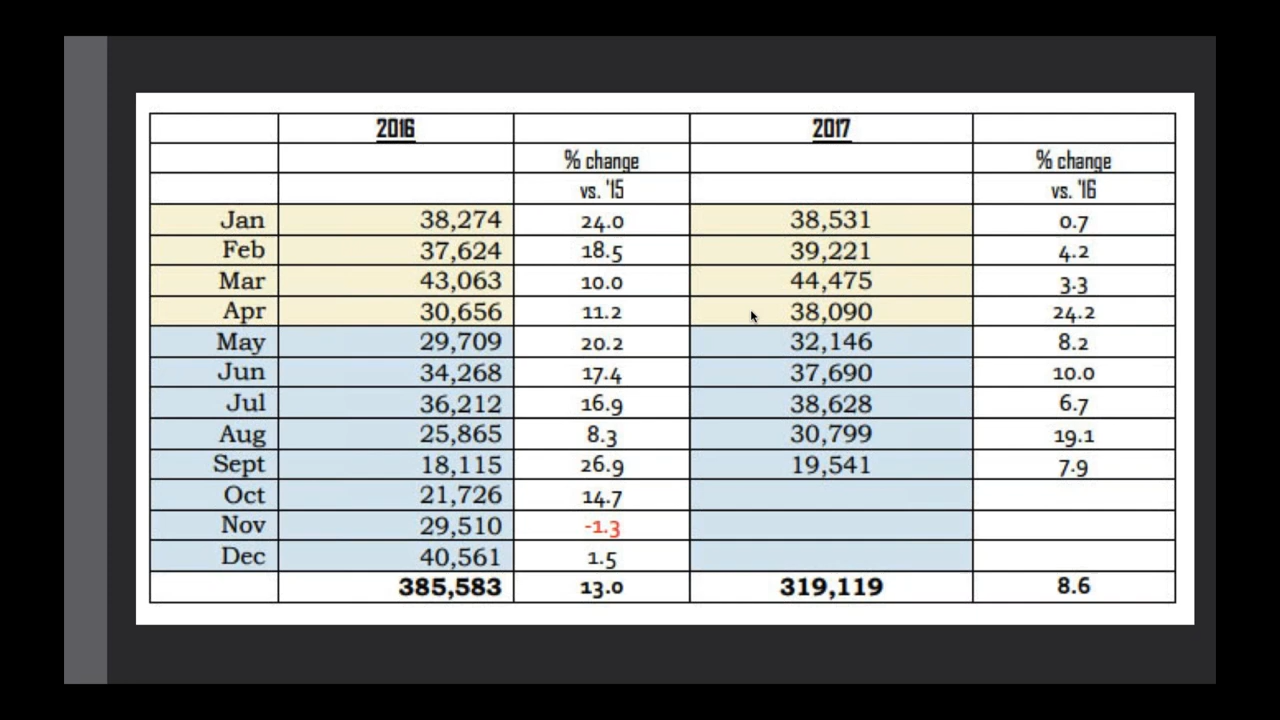 2016 2017
% change % change
vs. '15 vs. '16
Jan 38,274 24.0 38,531 0.7
Feb 37,624 18.5 39,221 4.2
Mar 43,063 10.0 44,475 3.3
Apr 30,656 11.2 38,090 24.2
May 29,709 20.2 32,146 8.2
Jun 34,268 17.4 37,690 10.0
Jul 36,212 16.9 38,628 6.7
Aug 25,865 8.3 30,799 19.1
Sept 18,115 26.9 19,541 7.9
Oct 21,726 14.7
Nov 29,510 -1.3
Dec 40,561 1.5
385,583 13.0 319,119 8.6